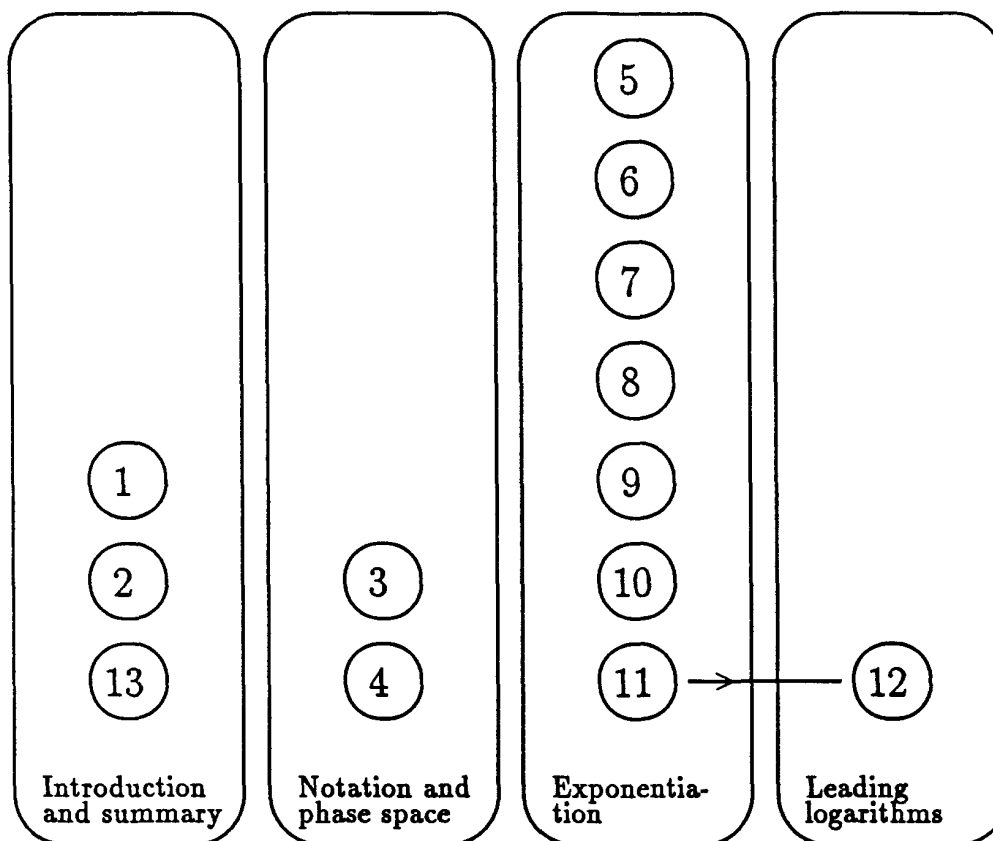 1
2
13
Introduction
and summary
3
4
Notation and
phase space
5
6
7
8
9
10
11
Exponentia-
tion
12
Leading
logarithms